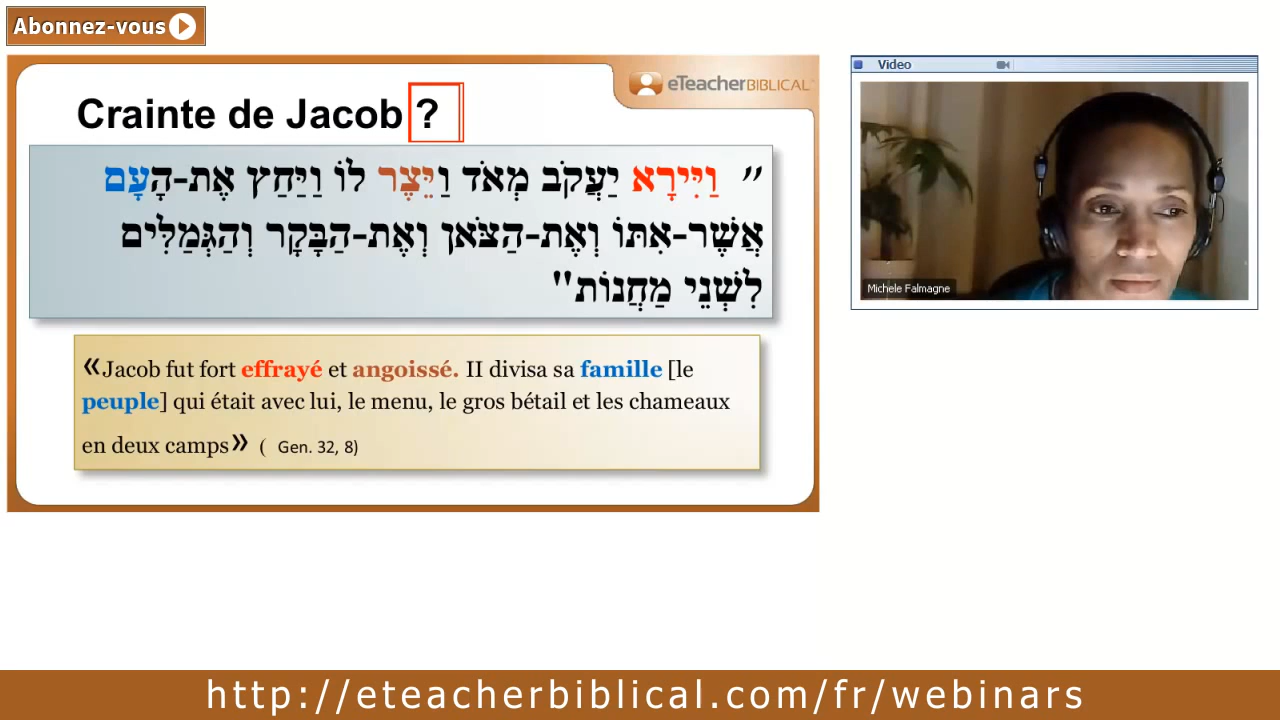 Abonnez-vous
eTeacherBIBLICAL
Crainte de Jacob ?
" וַיִּירָא יַעֲקֹב מְאֹד וַיֵּצֶר לוֹ וַיַּחַץ אֶת-הָעָם
אֲשֶׁר-אִתּוֹ וְאֶת-הַצֹּאן וְאֶת-הַבָּקָר וְהַגְּמַלִּים
לִשְׁנֵי מַחֲנוֹת"
«Jacob fut fort effrayé et angoissé. II divisa sa famille [le
peuple] qui était avec lui, le menu, le gros bétail et les chameaux
en deux camps» ( Gen. 32, 8)
Video
Michele Falmagne
http://eteacherbiblical.com/fr/webinars